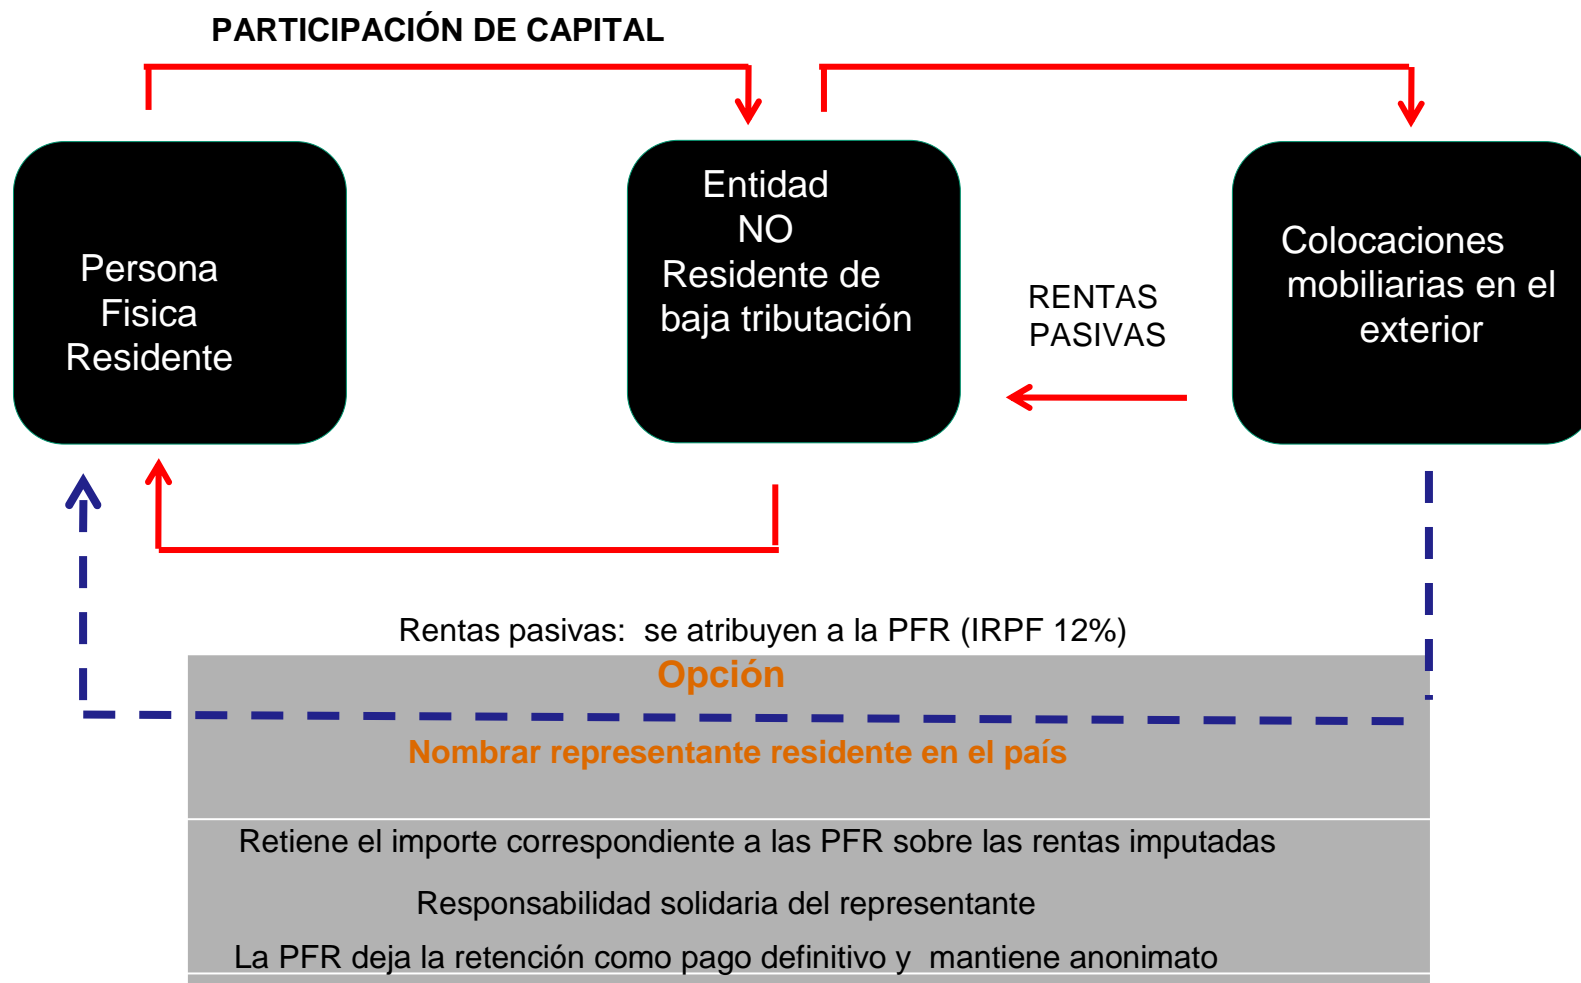 PARTICIPACIÓN DE CAPITAL
Persona
Fisica
Residente
Entidad
NO
Residente de
baja tributación
RENTAS
PASIVAS
Colocaciones
mobiliarias en el
exterior
Rentas pasivas:  se atribuyen a la PFR (IRPF 12%)
Opción
Nombrar representante residente en el país
Retiene el importe correspondiente a las PFR sobre las rentas imputadas
Responsabilidad solidaria del representante
La PFR deja la retención como pago definitivo y  mantiene anonimato